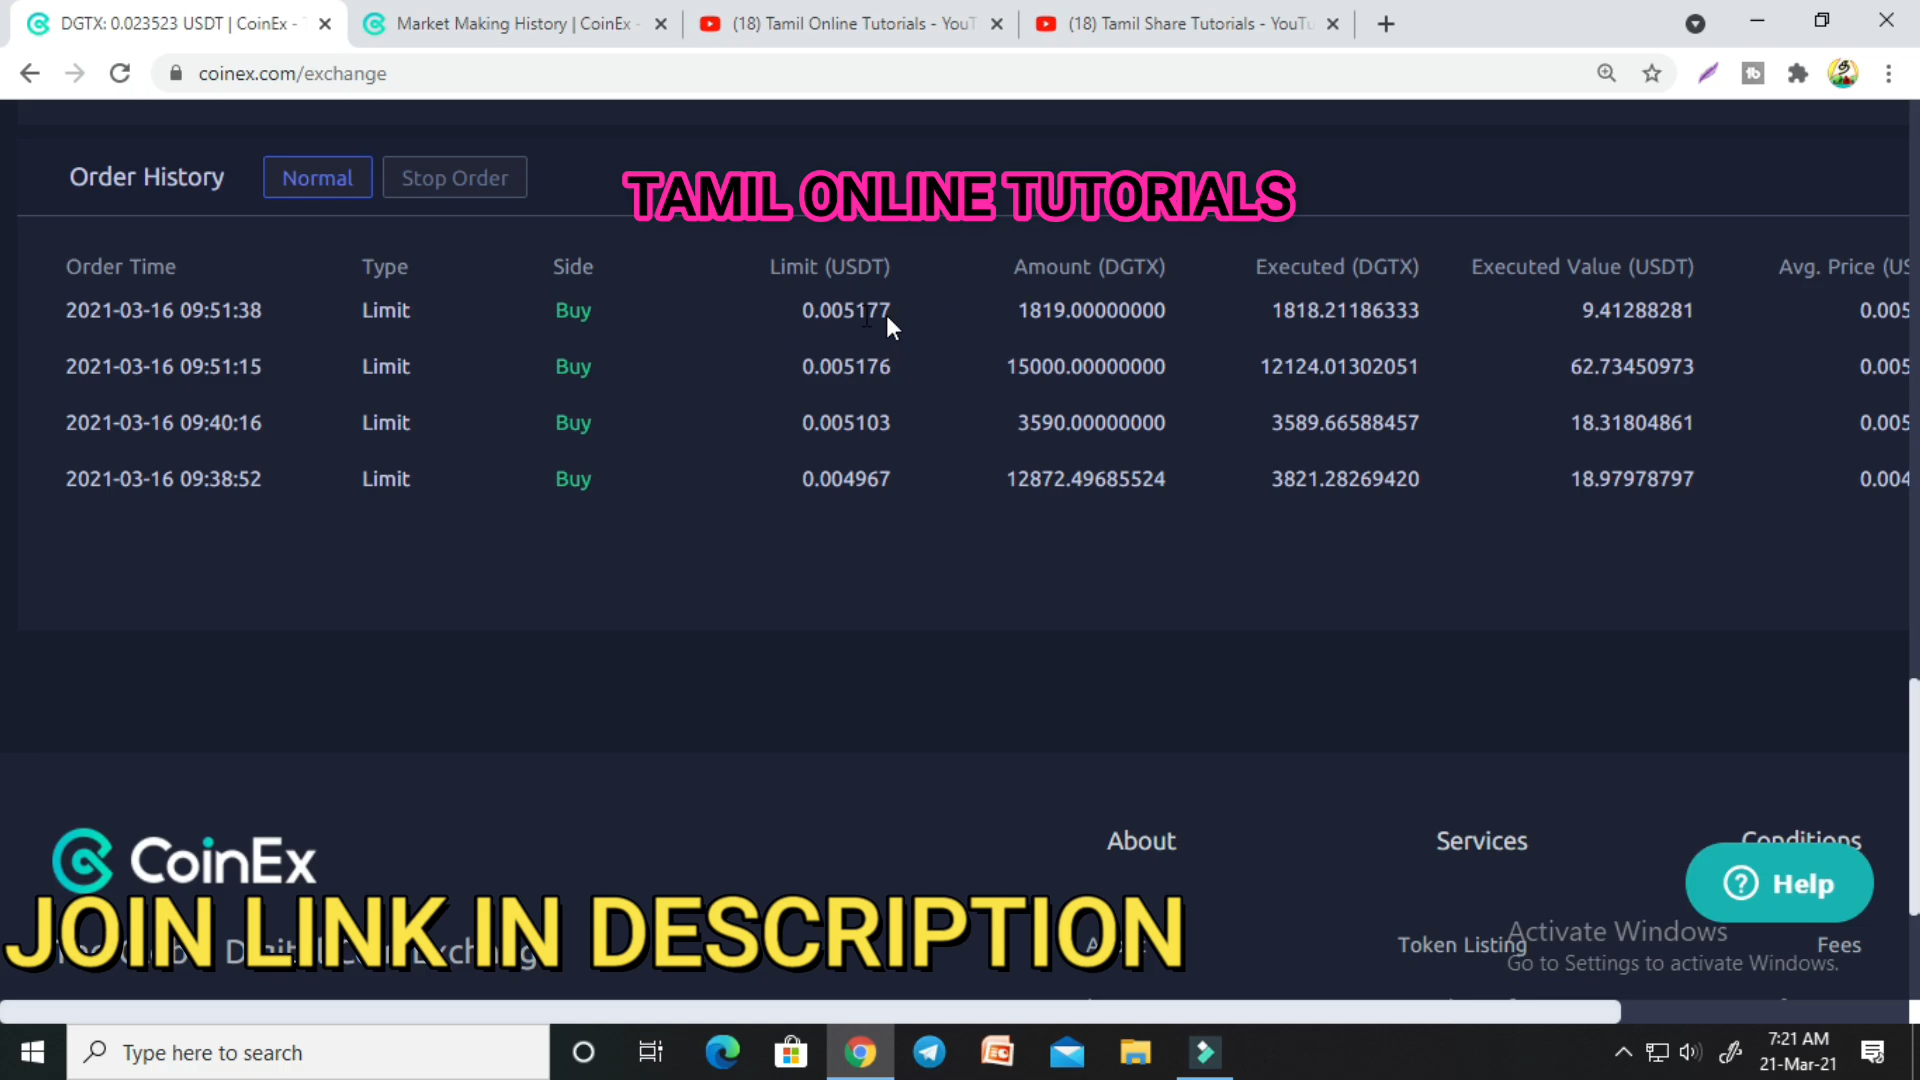 DGTX: 0.023523 USDT | CoinEx -
Market Making History | CoinEx -
(18) Tamil Online Tutorials - YouT
(18) Tamil Share Tutorials - YouTu
coinex.com/exchange
Order History
Normal
Stop Order
TAMIL ONLINE TUTORIALS
Order Time Type Side Limit (USDT) Amount (DGTX) Executed (DGTX) Executed Value (USDT) Avg. Price (US
2021-03-16 09:51:38 Limit Buy 0.005177 1819.00000000 1818.21186333 9.41288281 0.005
2021-03-16 09:51:15 Limit Buy 0.005176 15000.00000000 12124.01302051 62.73450973 0.005
2021-03-16 09:40:16 Limit Buy 0.005103 3590.00000000 3589.66588457 18.31804861 0.005
2021-03-16 09:38:52 Limit Buy 0.004967 12872.49685524 3821.28269420 18.97978797 0.004
CoinEx
About
Services
Conditions
Help
JOIN LINK IN DESCRIPTION
Token Listing
Fees
Activate Windows
Go to Settings to activate Windows.
Type here to search
7:21 AM
21-Mar-21